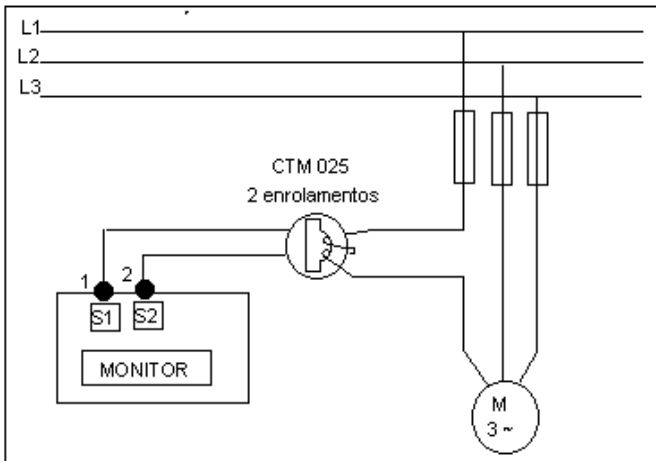 L1
L2
L3
CTM 025
2 enrolamentos
1 2
S1 S2
MONITOR
M
3 ~